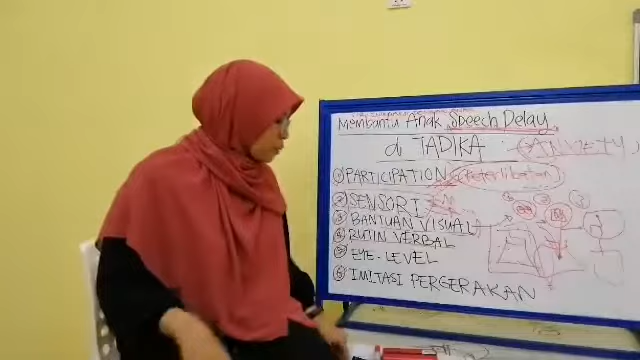 Membantu Anak Speech Delay
di TADIKA
ANXIETY
① PARTICIPATION (Keterlibatan)
② SENSORI
③ BANTUAN VISUAL
④ RUTIN VERBAL
⑤ EYE-LEVEL
⑥ IMITASI PERGERAKAN